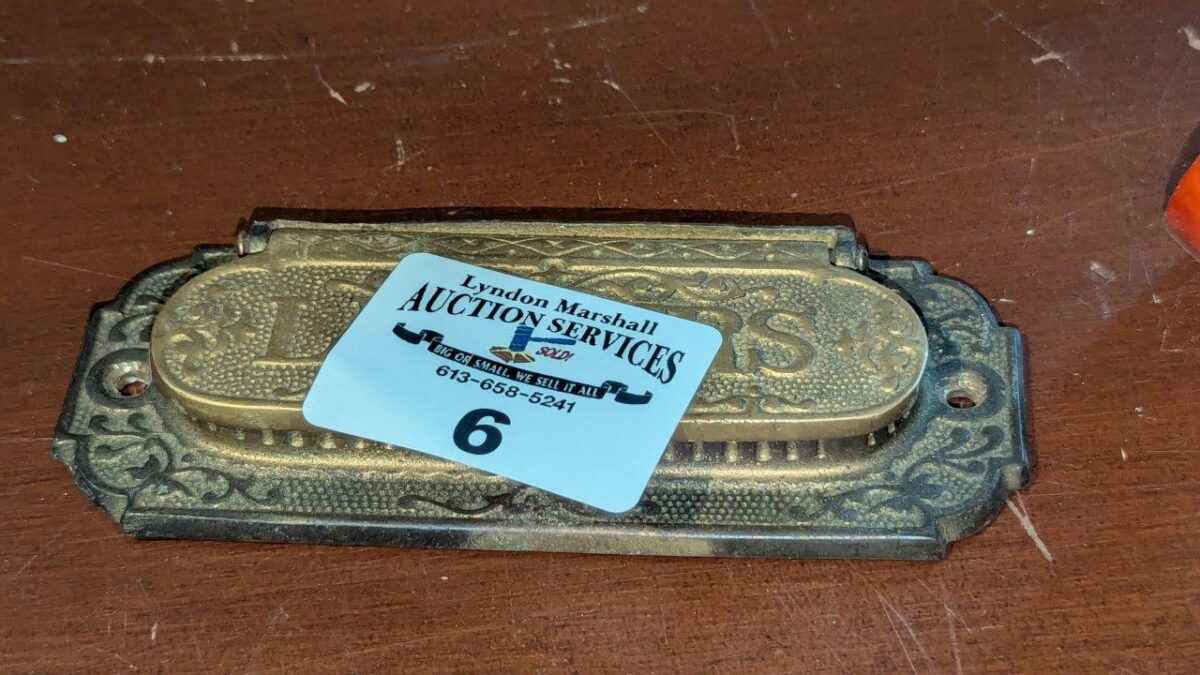 Lyndon Marshall
AUCTION SERVICES
SOLD!
BIG OR SMALL, WE SELL IT ALL
613-658-5241
6